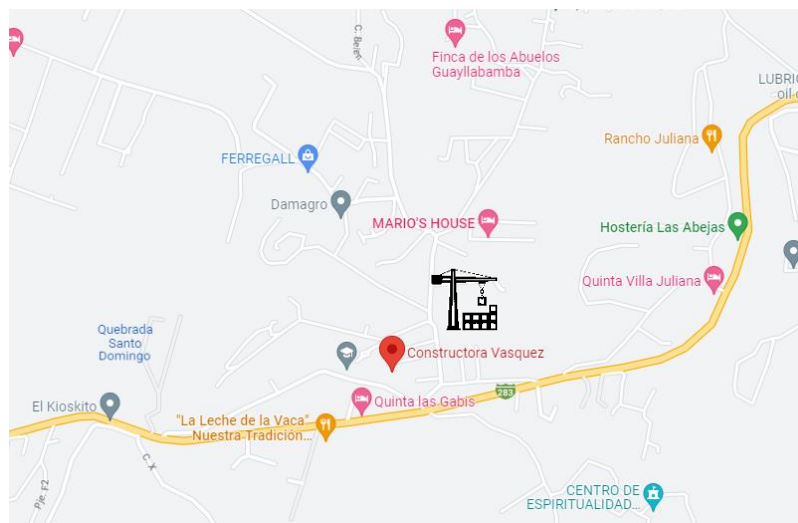 C. Belen
Finca de los Abuelos
Guayllabamba
LUBRIC
oil c
Rancho Juliana
FERREGALL
Damagro
MARIO'S HOUSE
Hostería Las Abejas
Quinta Villa Juliana
Quebrada
Santo
Domingo
Constructora Vasquez
283
El Kioskito
Quinta las Gabis
"La Leche de la Vaca"
Nuestra Tradición...
C. X
Pje. F2
CENTRO DE
ESPIRITUALIDAD...